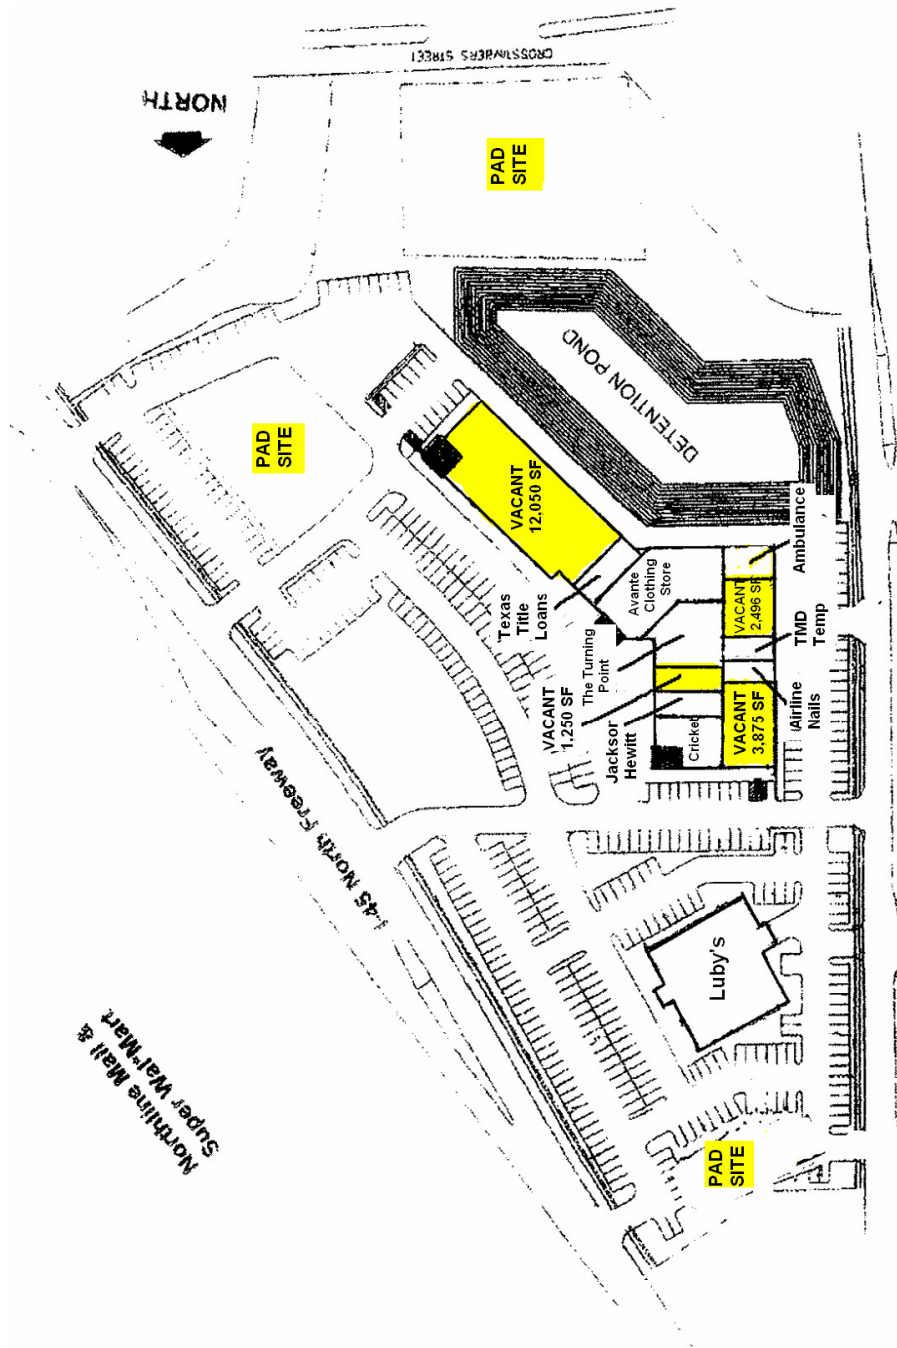 CROSSTIMBERS STREET
NORTH
PAD
SITE
PAD
SITE
DETENTION POND
VACANT
12,050 SF
Texas
Title
Loans
Avante
Clothing
Store
Ambulance
The Turning
Point
VACANT
2,496 SF
TMD
Temp
VACANT
1,250 SF
Jackson
Hewitt
Cricket
VACANT
3,875 SF
Airline
Nails
I-45 North Freeway
Luby's
Northline Mall &
Super Wal*Mart
PAD
SITE